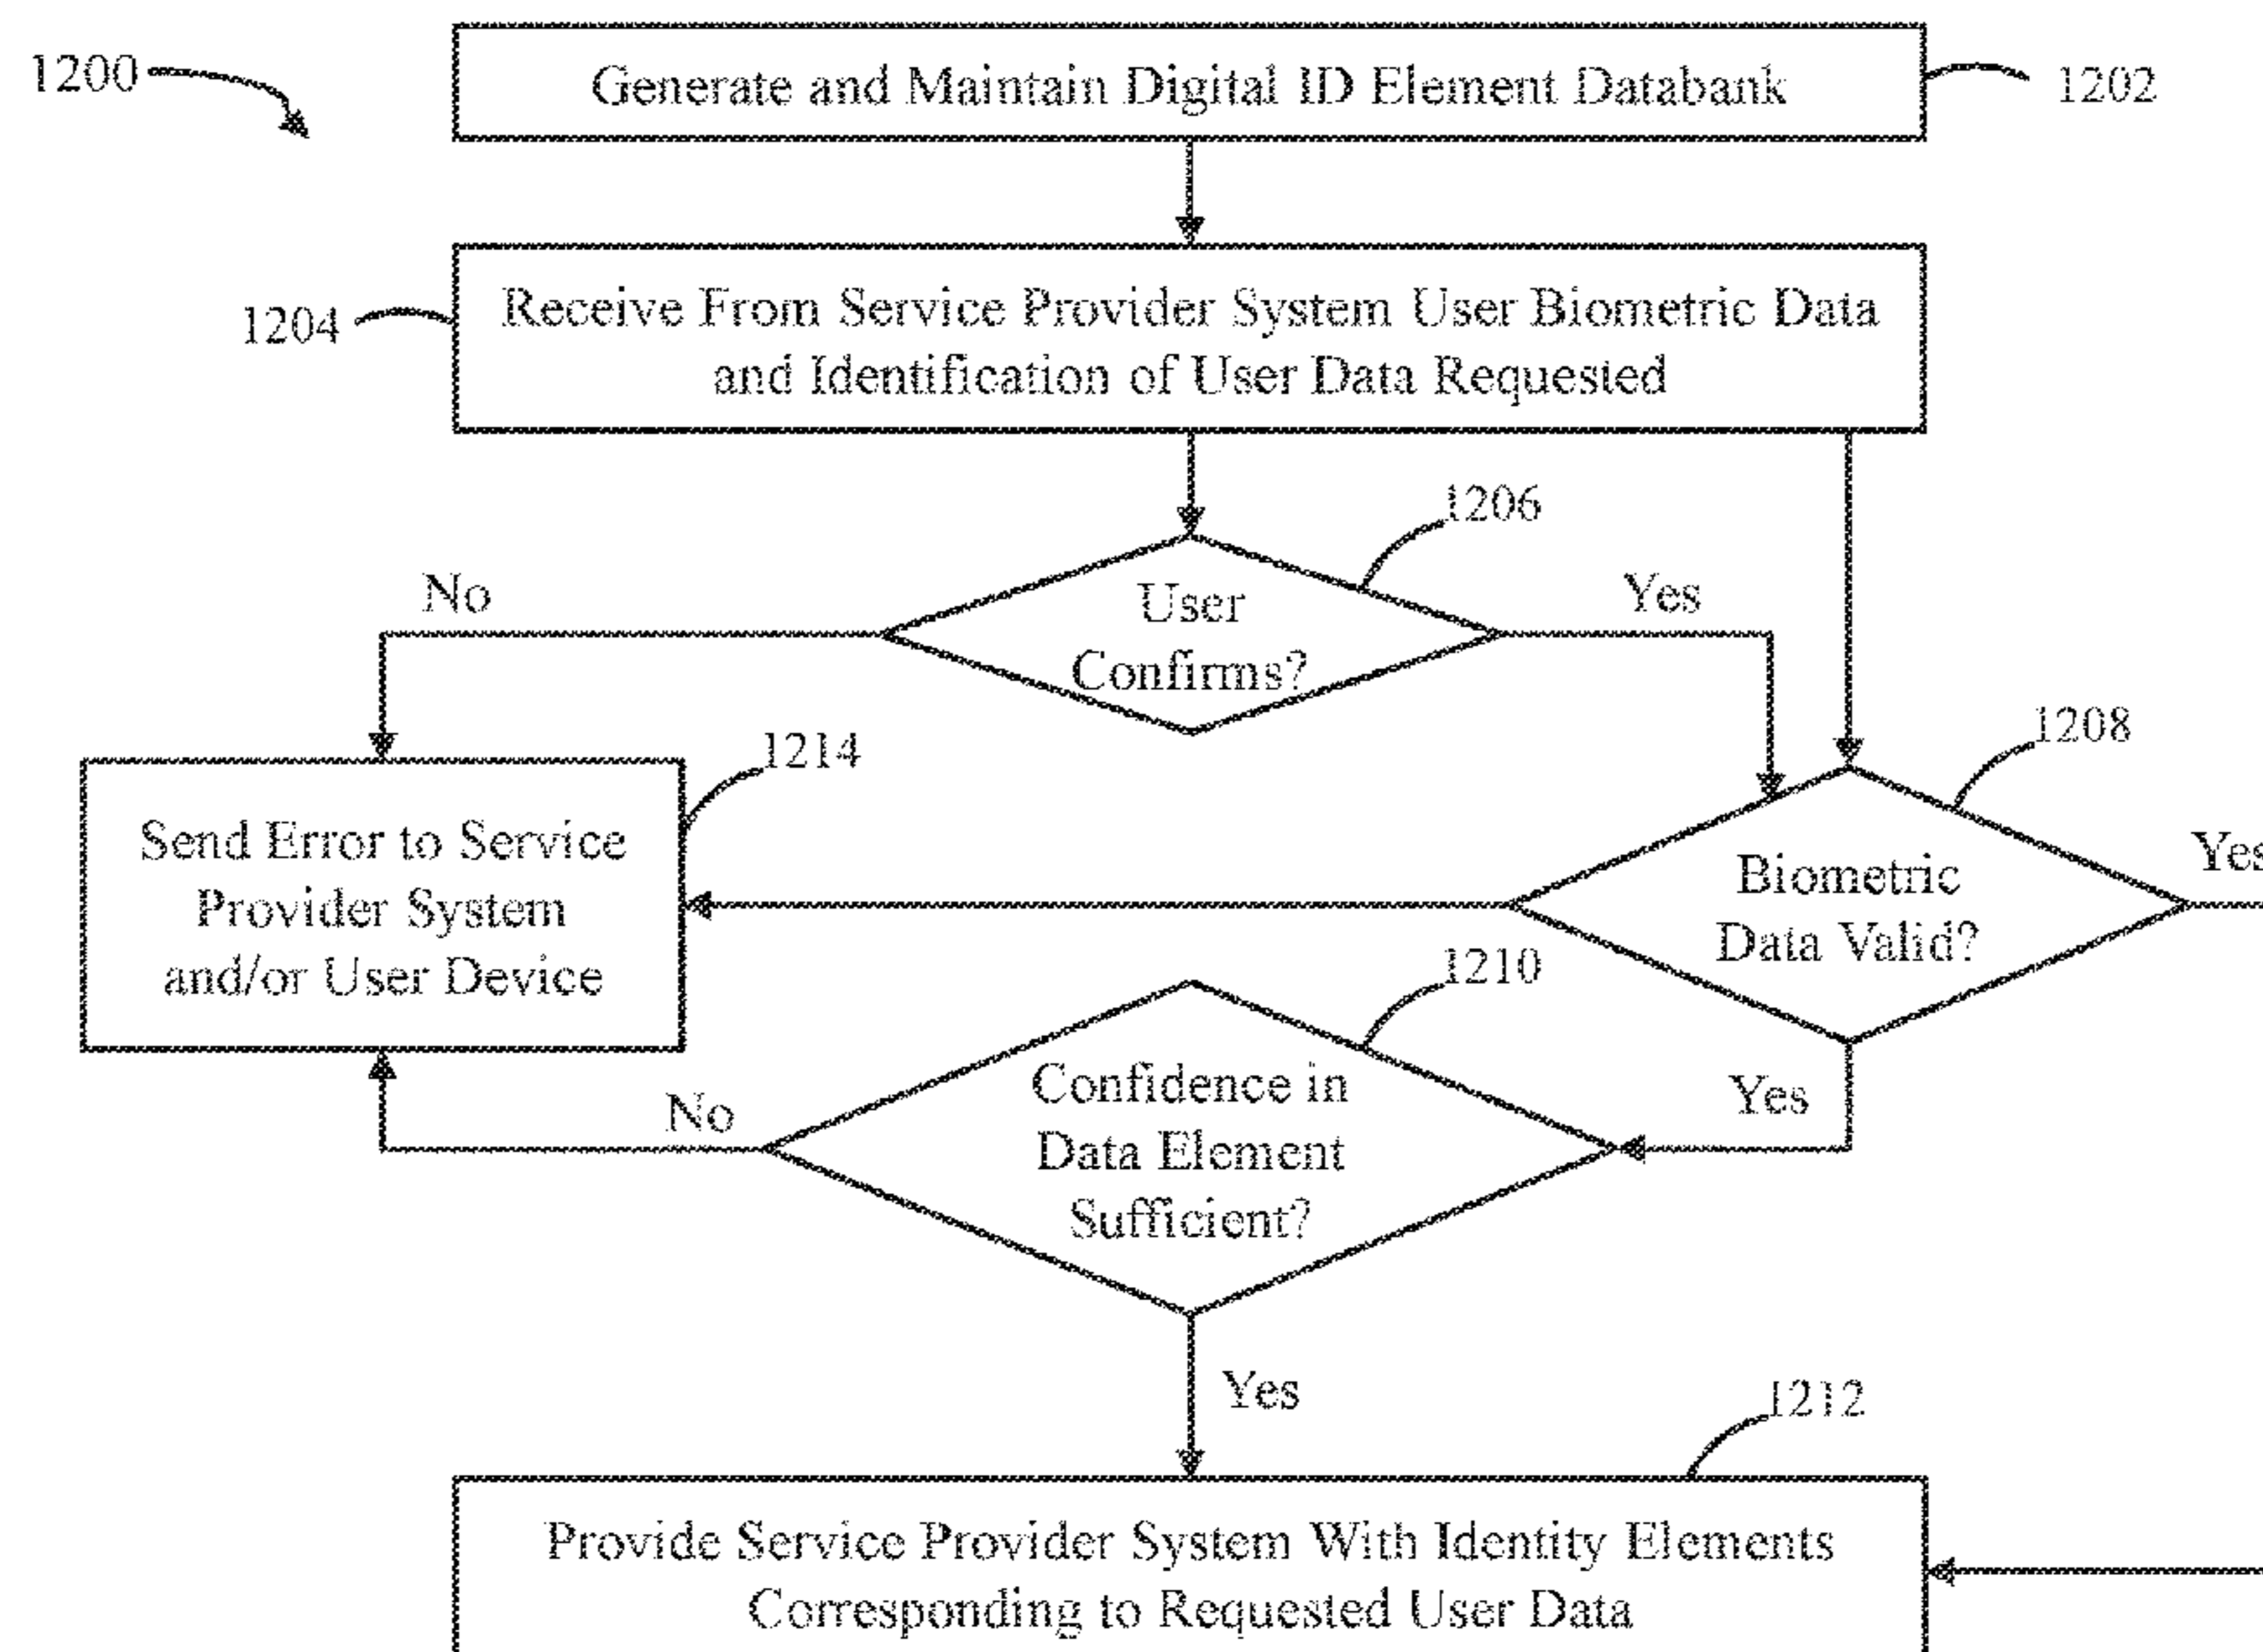 1200
Generate and Maintain Digital ID Element Databank
1202
1204
Receive From Service Provider System User Biometric Data
and Identification of User Data Requested
1206
No
User
Confirms?
Yes
1208
1214
Send Error to Service
Provider System
and/or User Device
Biometric
Data Valid?
Yes
1210
Confidence in
Data Element
Sufficient?
No
Yes
Yes
1212
Provide Service Provider System With Identity Elements
Corresponding to Requested User Data